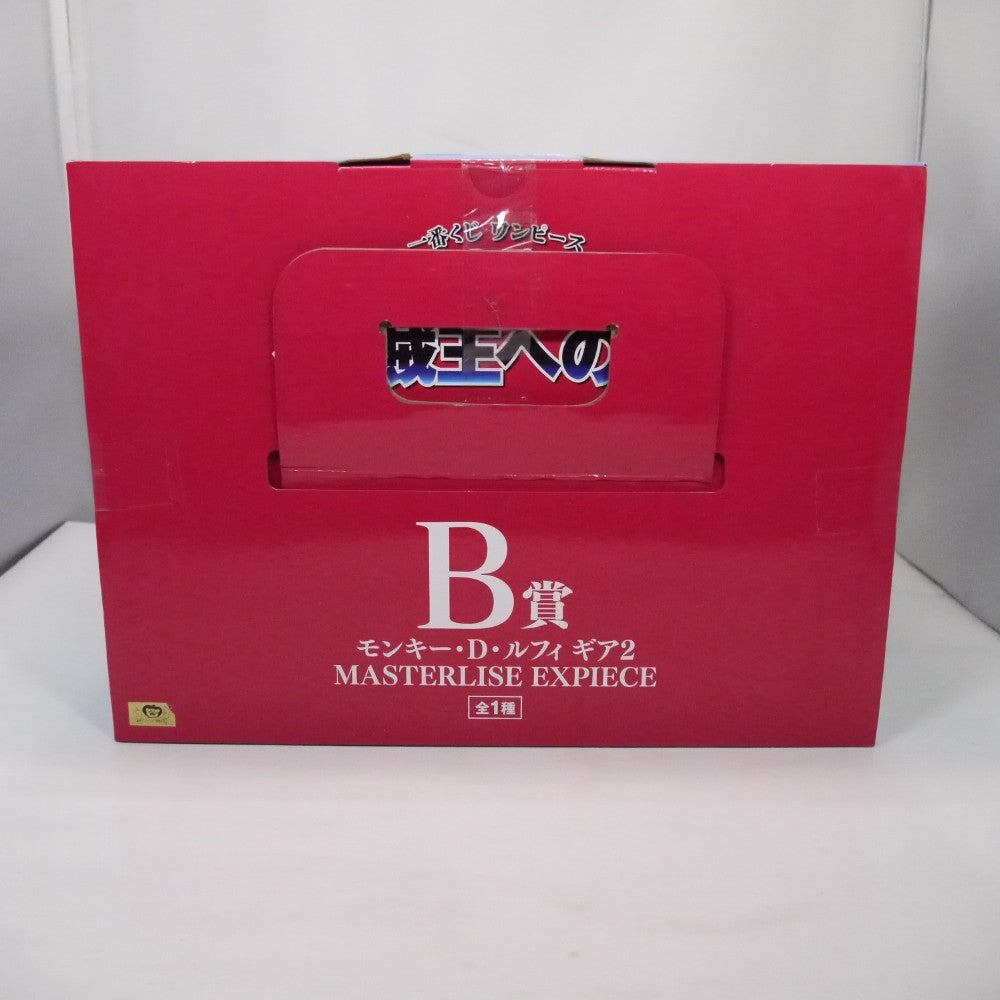 一番くじ ワンピース
王への
B賞
モンキー・D・ルフィ ギア2
MASTERLISE EXPIECE
全1種